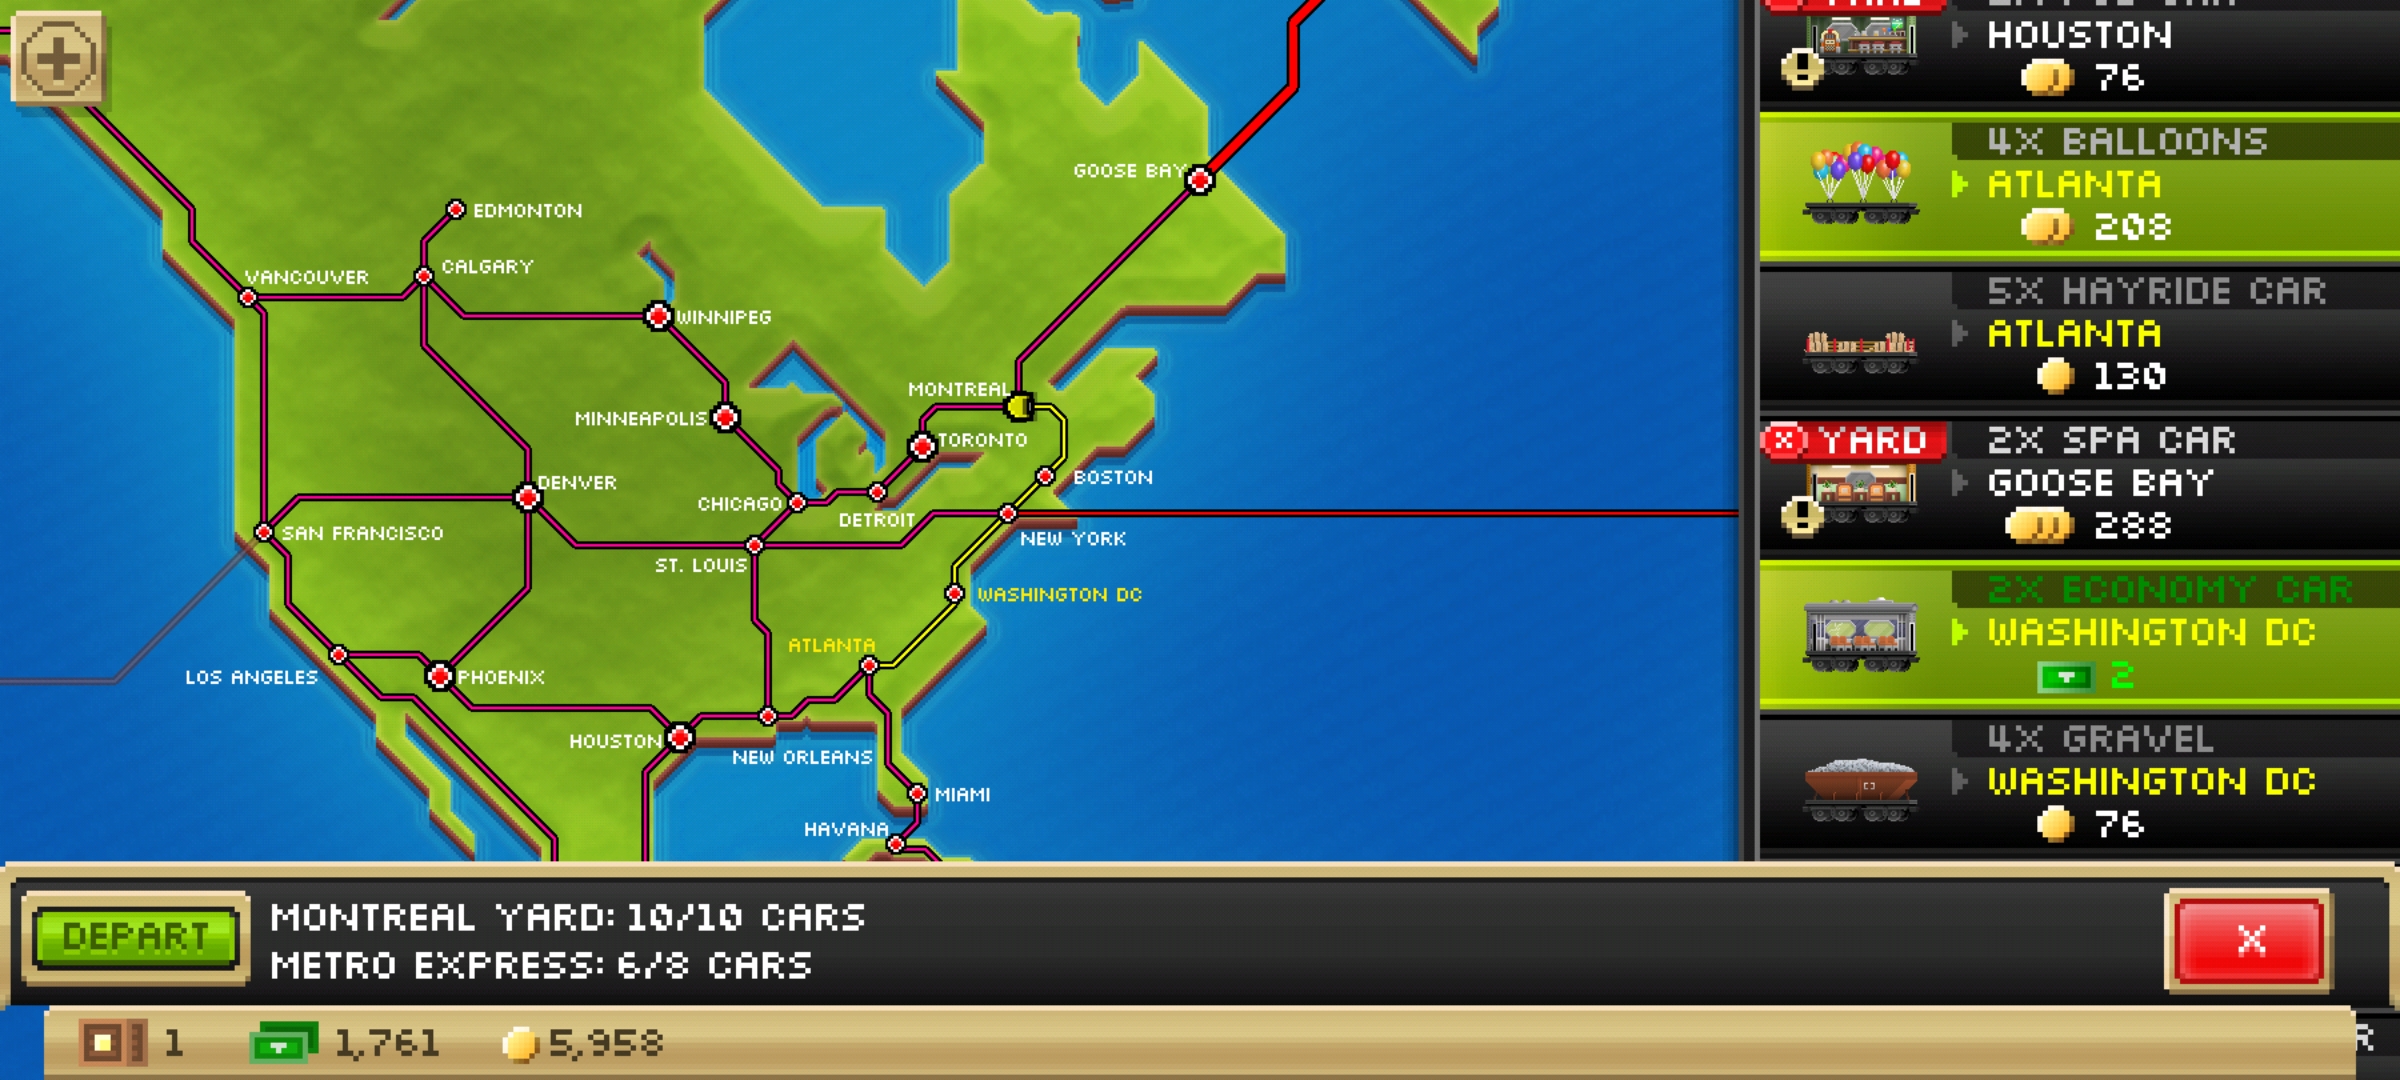 GOOSE BAY
EDMONTON
CALGARY
VANCOUVER
WINNIPEG
MONTREAL
MINNEAPOLIS
TORONTO
DENVER
BOSTON
CHICAGO
DETROIT
SAN FRANCISCO
NEW YORK
ST. LOUIS
WASHINGTON DC
ATLANTA
LOS ANGELES
PHOENIX
HOUSTON
NEW ORLEANS
MIAMI
HAVANA
HOUSTON
76
4X BALLOONS
ATLANTA
208
5X HAYRIDE CAR
ATLANTA
130
X YARD
2X SPA CAR
GOOSE BAY
288
2X ECONOMY CAR
WASHINGTON DC
2
4X GRAVEL
WASHINGTON DC
76
DEPART
MONTREAL YARD: 10/10 CARS
METRO EXPRESS: 6/8 CARS
X
1
1,761
5,958